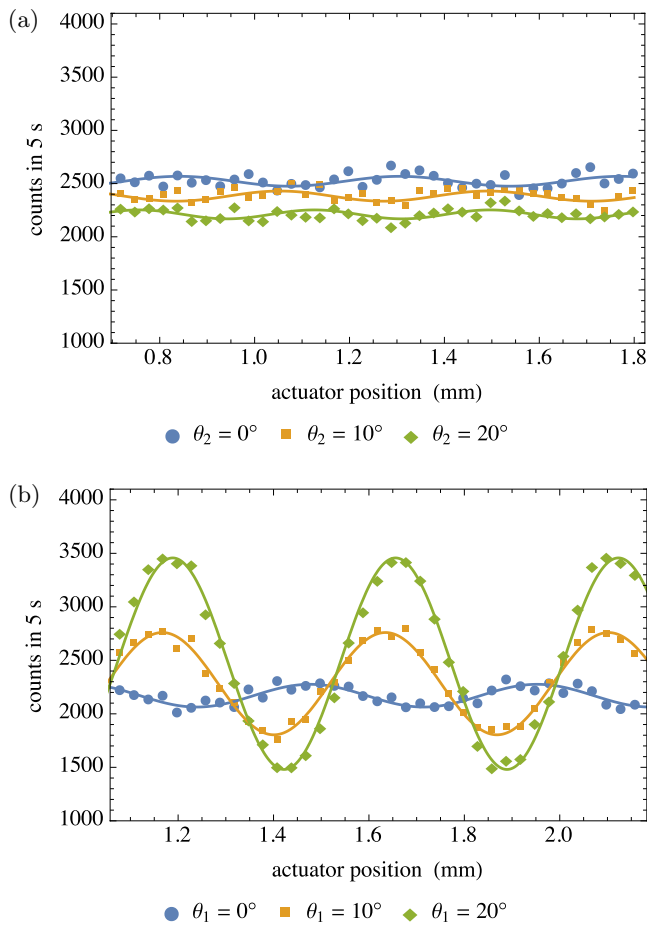 (a)
4000
3500
3000
2500
2000
1500
1000
counts in 5 s
0.8 1.0 1.2 1.4 1.6 1.8
actuator position (mm)
θ₂ = 0° θ₂ = 10° θ₂ = 20°
(b)
4000
3500
3000
2500
2000
1500
1000
counts in 5 s
1.2 1.4 1.6 1.8 2.0
actuator position (mm)
θ₁ = 0° θ₁ = 10° θ₁ = 20°